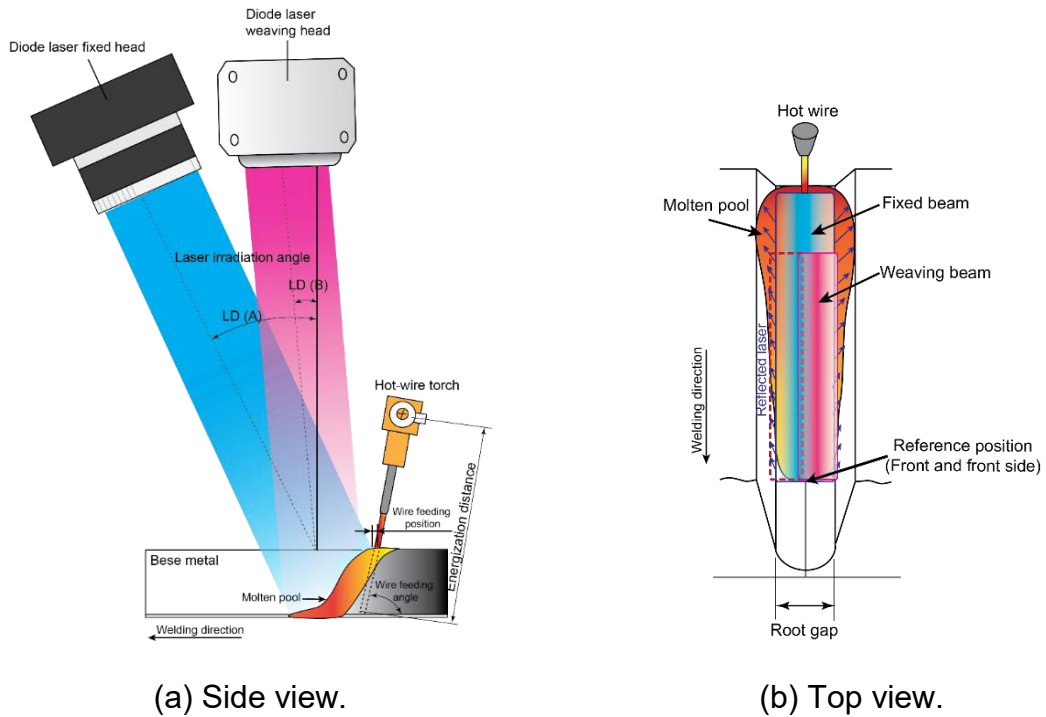 Diode laser
weaving head
Diode laser fixed head
Laser irradiation angle
LD (B)
LD (A)
Hot-wire torch
Wire feeding
position
Energization distance
Bese metal
Molten pool
Wire feeding
angle
Welding direction
(a) Side view.
Hot wire
Molten pool
Fixed beam
Weaving beam
Reflected laser
Welding direction
Reference position
(Front and front side)
Root gap
(b) Top view.